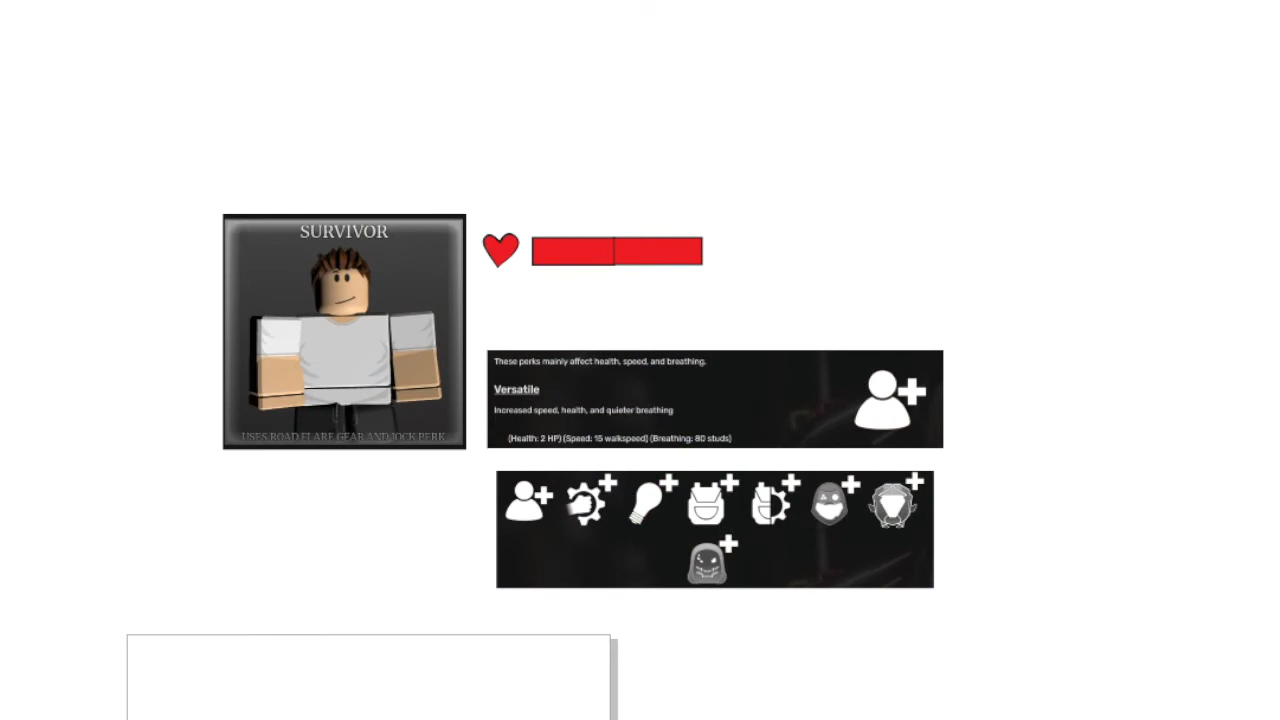 SURVIVOR
USES ROAD FLARE GEAR AND JOCK PERK
These perks mainly affect health, speed, and breathing.
Versatile
Increased speed, health, and quieter breathing
(Health: 2 HP) (Speed: 15 walkspeed) (Breathing: 80 studs)